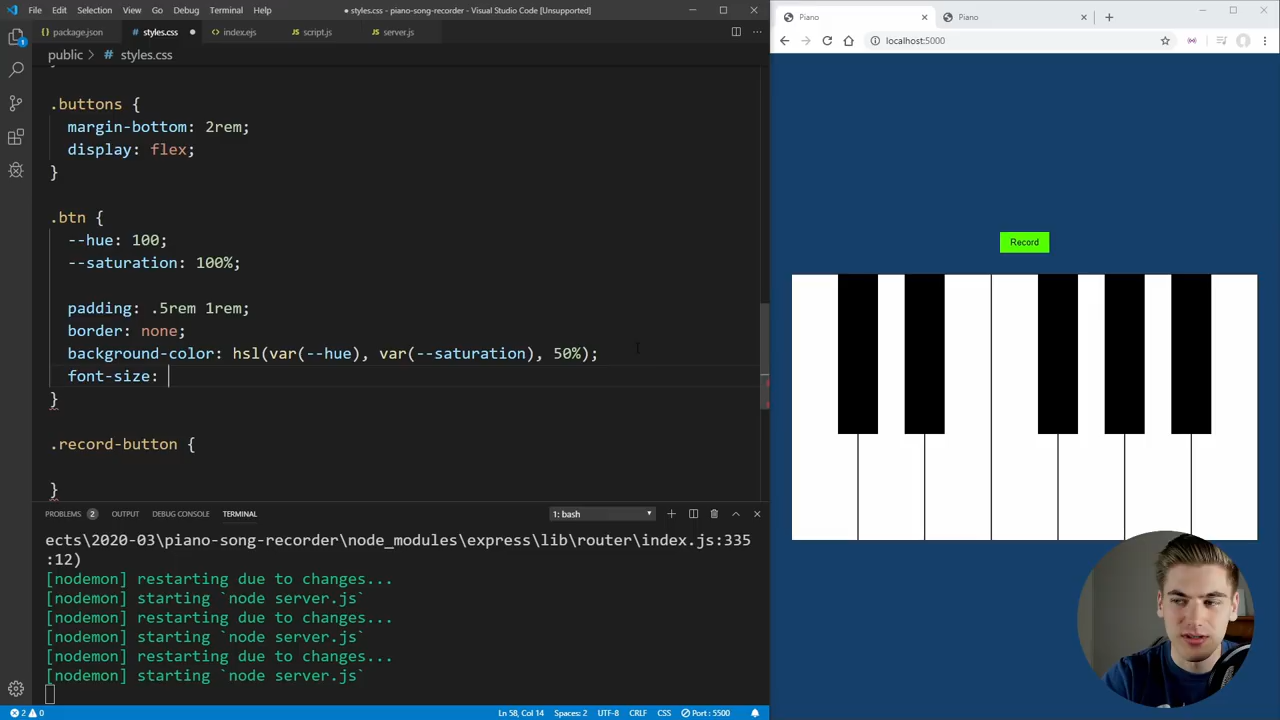 File Edit Selection View Go Debug Terminal Help ● styles.css - piano-song-recorder - Visual Studio Code [Unsupported]
package.json styles.css ● index.ejs script.js server.js
public > # styles.css
.buttons {
margin-bottom: 2rem;
display: flex;
}
.btn {
--hue: 100;
--saturation: 100%;
padding: .5rem 1rem;
border: none;
background-color: hsl(var(--hue), var(--saturation), 50%);
font-size:
}
.record-button {
}
PROBLEMS 2 OUTPUT DEBUG CONSOLE TERMINAL 1: bash
ects\2020-03\piano-song-recorder\node_modules\express\lib\router\index.js:335
:12)
[nodemon] restarting due to changes...
[nodemon] starting `node server.js`
[nodemon] restarting due to changes...
[nodemon] starting `node server.js`
[nodemon] restarting due to changes...
[nodemon] starting `node server.js`
2 0 Ln 58, Col 14 Spaces: 2 UTF-8 CRLF CSS Port : 5500
Piano Piano
localhost:5000
Record